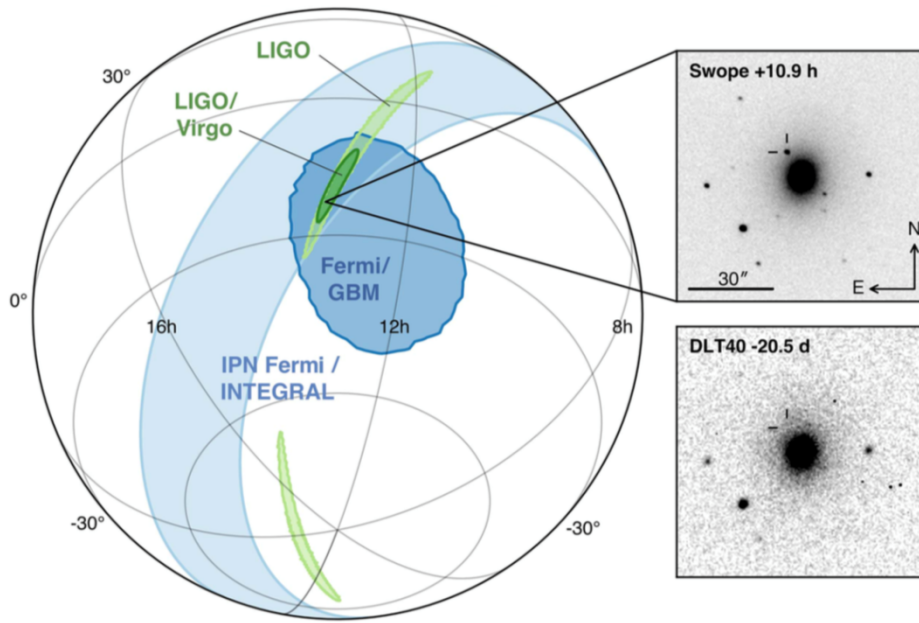 LIGO
LIGO/
Virgo
30°
0°
16h
12h
8h
-30°
-30°
Fermi/
GBM
IPN Fermi /
INTEGRAL
Swope +10.9 h
30″
N
E
DLT40 -20.5 d